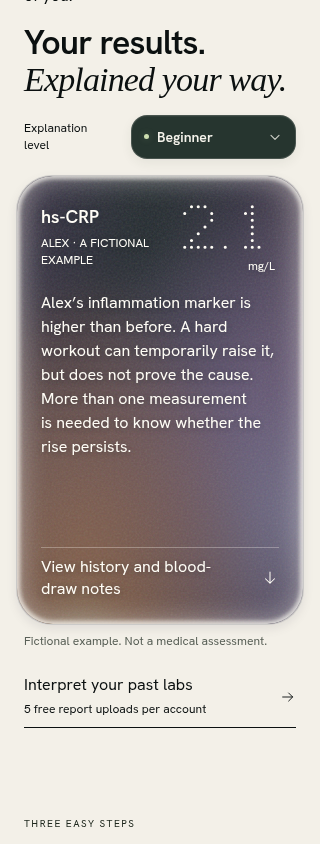 Your results.
Explained your way.
Explanation
level
Beginner
hs-CRP
2.1
ALEX · A FICTIONAL
EXAMPLE
mg/L
Alex’s inflammation marker is
higher than before. A hard
workout can temporarily raise it,
but does not prove the cause.
More than one measurement
is needed to know whether the
rise persists.
View history and blood-
draw notes
Fictional example. Not a medical assessment.
Interpret your past labs
5 free report uploads per account
THREE EASY STEPS